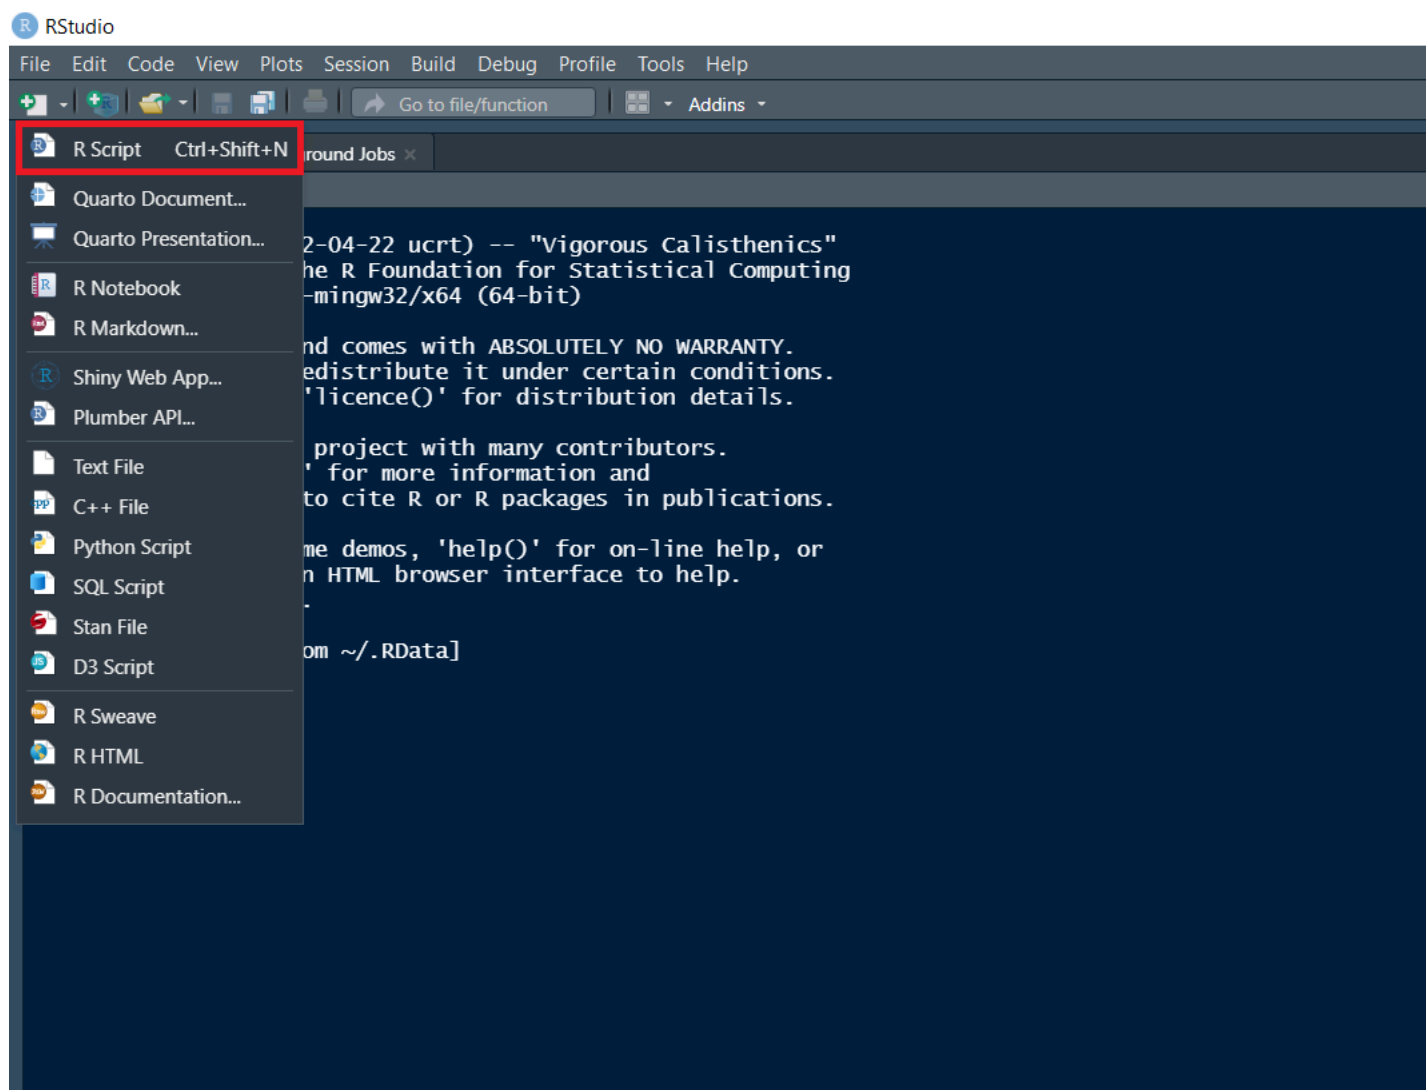 RStudio
File Edit Code View Plots Session Build Debug Profile Tools Help
Go to file/function Addins
R Script Ctrl+Shift+N
round Jobs
Quarto Document...
Quarto Presentation...
R Notebook
R Markdown...
Shiny Web App...
Plumber API...
Text File
C++ File
Python Script
SQL Script
Stan File
D3 Script
R Sweave
R HTML
R Documentation...
2-04-22 ucrt) -- "Vigorous Calisthenics"
he R Foundation for Statistical Computing
-mingw32/x64 (64-bit)
nd comes with ABSOLUTELY NO WARRANTY.
edistribute it under certain conditions.
'licence()' for distribution details.
project with many contributors.
' for more information and
to cite R or R packages in publications.
me demos, 'help()' for on-line help, or
n HTML browser interface to help.
.
om ~/.RData]